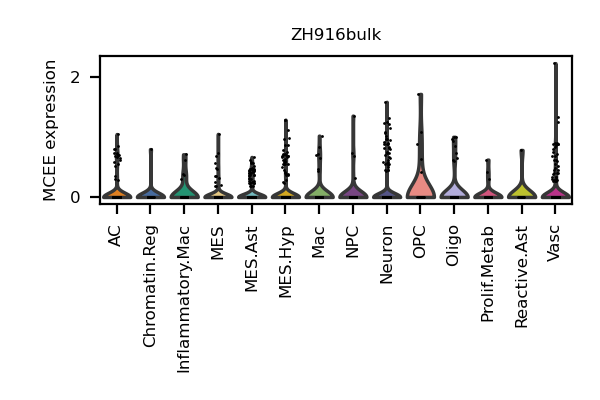 ZH916bulk
MCEE expression
2
0
AC
Chromatin.Reg
Inflammatory.Mac
MES
MES.Ast
MES.Hyp
Mac
NPC
Neuron
OPC
Oligo
Prolif.Metab
Reactive.Ast
Vasc